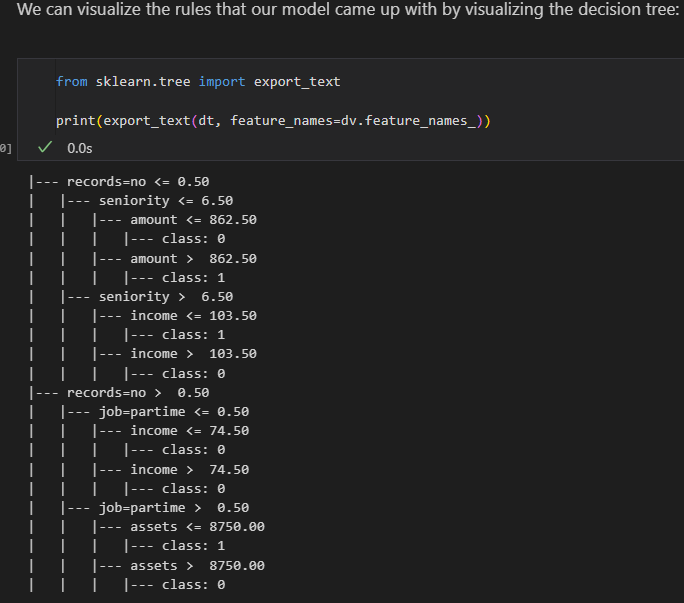 We can visualize the rules that our model came up with by visualizing the decision tree:
from sklearn.tree import export_text
print(export_text(dt, feature_names=dv.feature_names_))
0]
0.0s
|--- records=no <= 0.50
|   |--- seniority <= 6.50
|   |   |--- amount <= 862.50
|   |   |   |--- class: 0
|   |   |--- amount >  862.50
|   |   |   |--- class: 1
|   |--- seniority >  6.50
|   |   |--- income <= 103.50
|   |   |   |--- class: 1
|   |   |--- income >  103.50
|   |   |   |--- class: 0
|--- records=no >  0.50
|   |--- job=partime <= 0.50
|   |   |--- income <= 74.50
|   |   |   |--- class: 0
|   |   |--- income >  74.50
|   |   |   |--- class: 0
|   |--- job=partime >  0.50
|   |   |--- assets <= 8750.00
|   |   |   |--- class: 1
|   |   |--- assets >  8750.00
|   |   |   |--- class: 0